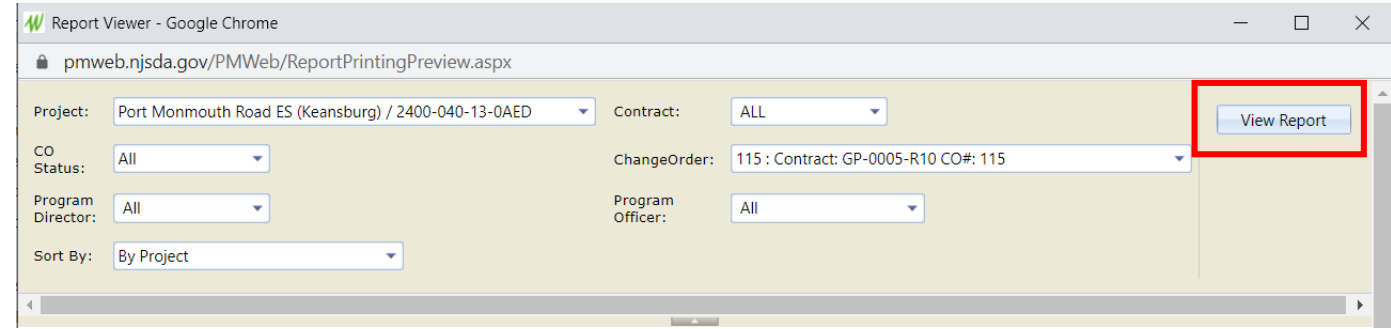 Report Viewer - Google Chrome
pmweb.njsda.gov/PMWeb/ReportPrintingPreview.aspx
Project: Port Monmouth Road ES (Keansburg) / 2400-040-13-0AED Contract: ALL View Report
CO
Status: All ChangeOrder: 115 : Contract: GP-0005-R10 CO#: 115
Program
Director: All Program
Officer: All
Sort By: By Project